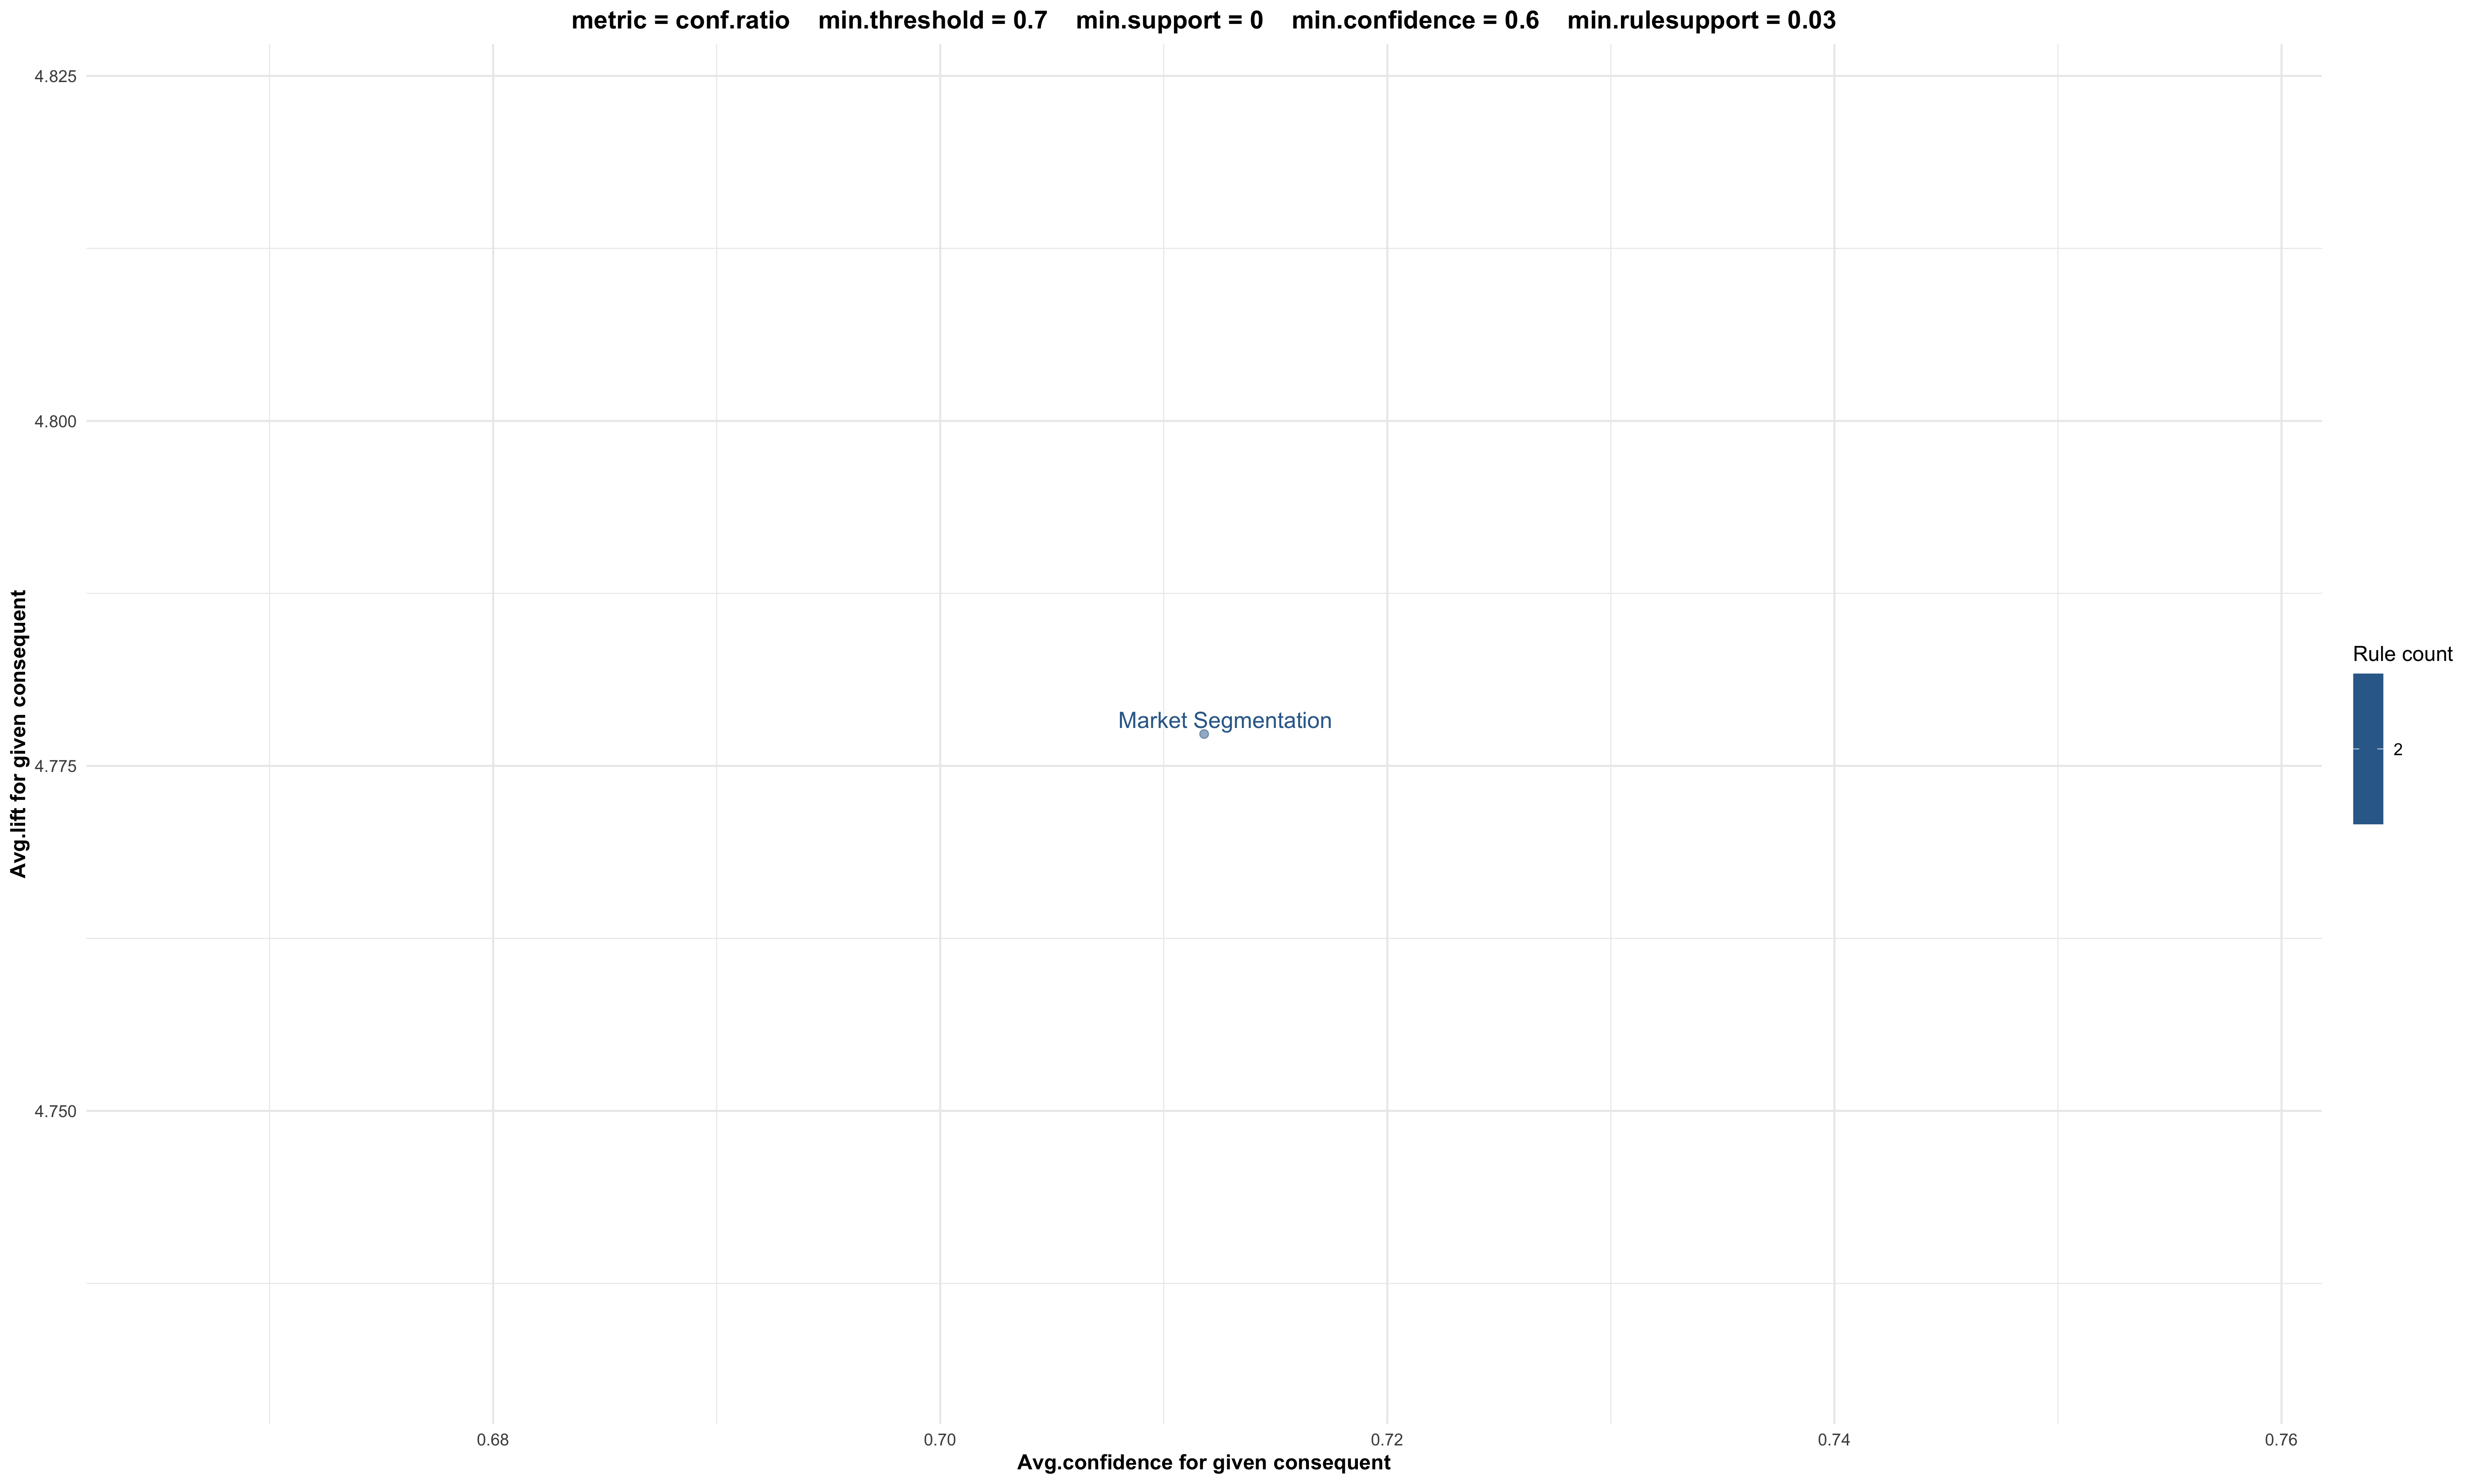 metric = conf.ratio    min.threshold = 0.7    min.support = 0    min.confidence = 0.6    min.rulesupport = 0.03
4.825
4.800
4.775
4.750
Avg.lift for given consequent
Market Segmentation
0.68
0.70
0.72
0.74
0.76
Avg.confidence for given consequent
Rule count
2